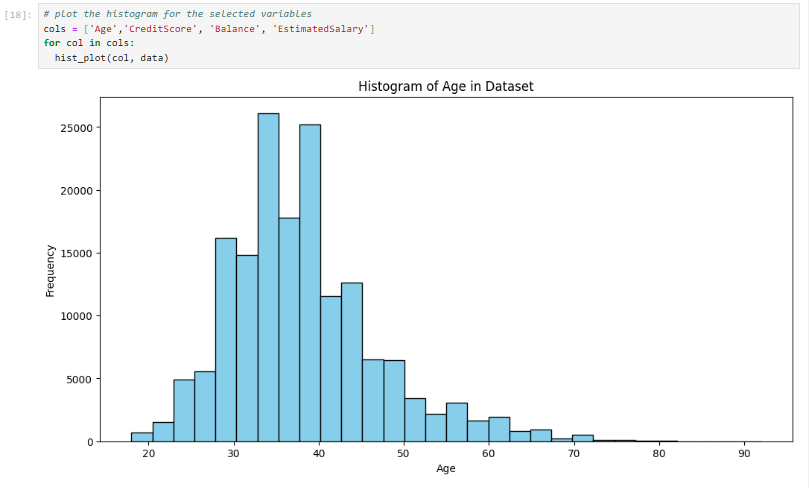 [18]: # plot the histogram for the selected variables
cols = ['Age','CreditScore', 'Balance', 'EstimatedSalary']
for col in cols:
  hist_plot(col, data)
Histogram of Age in Dataset
25000
20000
15000
10000
5000
0
Frequency
20 30 40 50 60 70 80 90
Age